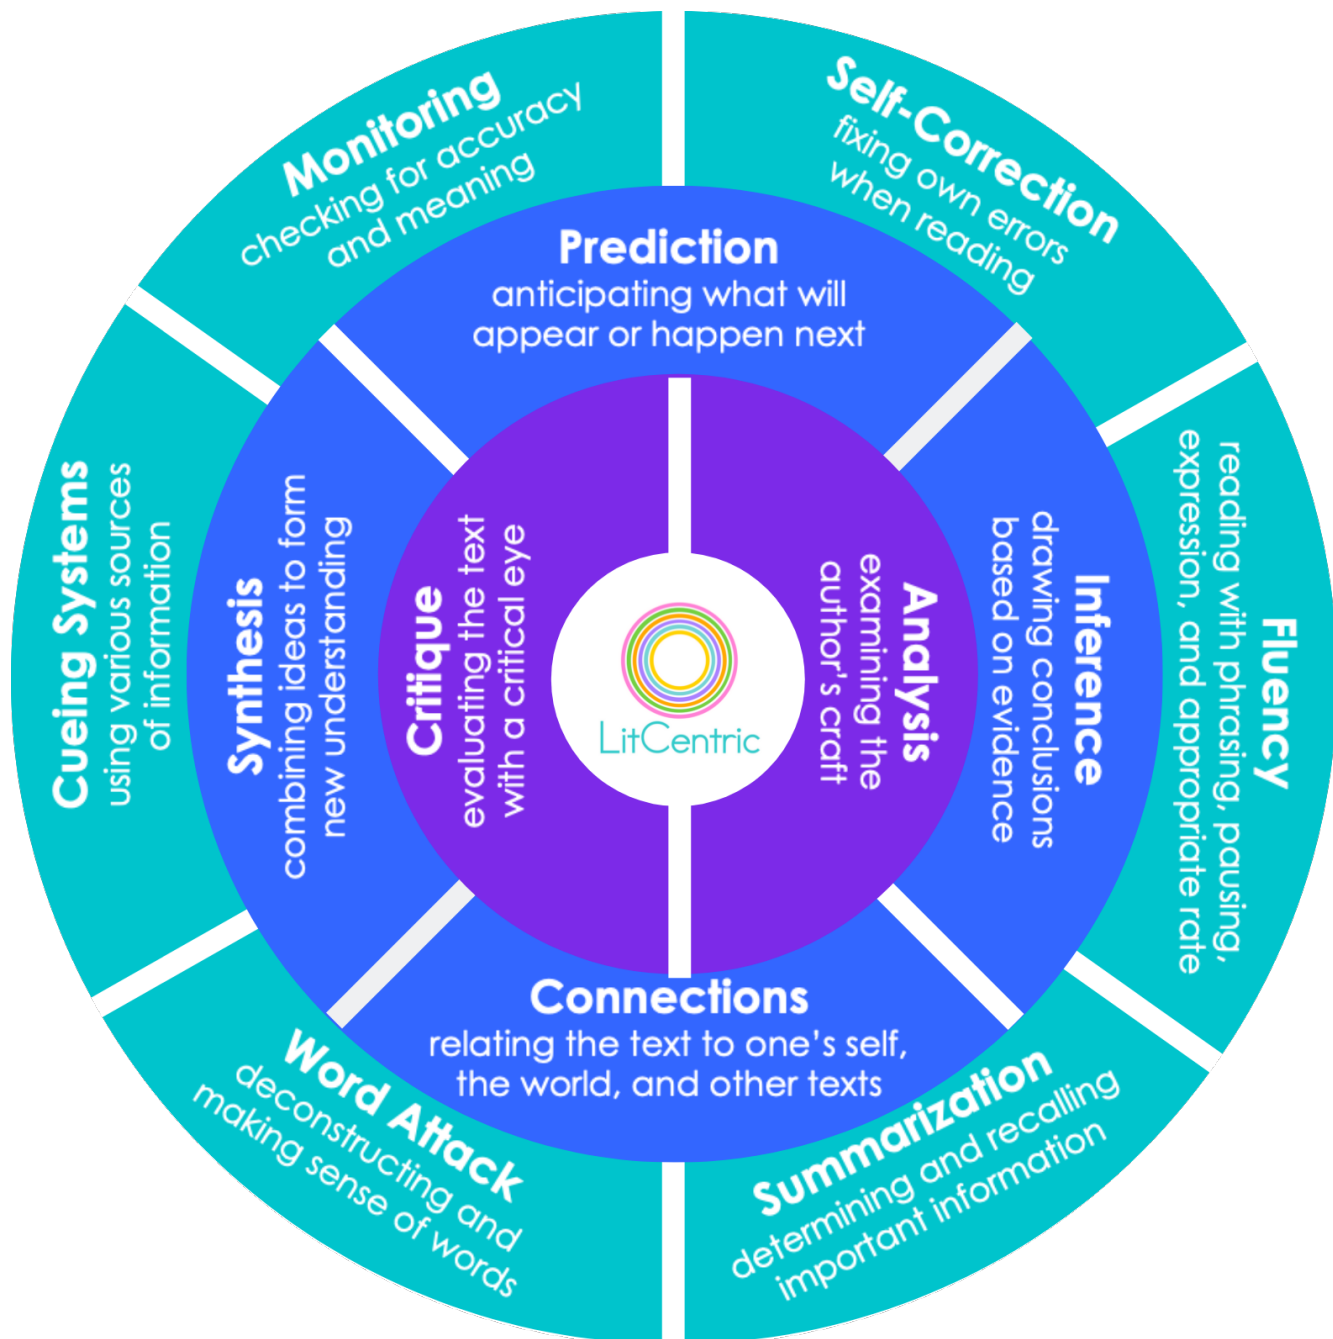 Monitoring
checking for accuracy
and meaning
Self-Correction
fixing own errors
when reading
Fluency
reading with phrasing, pausing,
expression, and appropriate rate
Summarization
determining and recalling
important information
Word Attack
deconstructing and
making sense of words
Cueing Systems
using various sources
of information
Prediction
anticipating what will
appear or happen next
Inference
drawing conclusions
based on evidence
Connections
relating the text to one's self,
the world, and other texts
Synthesis
combining ideas to form
new understanding
Critique
evaluating the text
with a critical eye
Analysis
examining the
author's craft
LitCentric